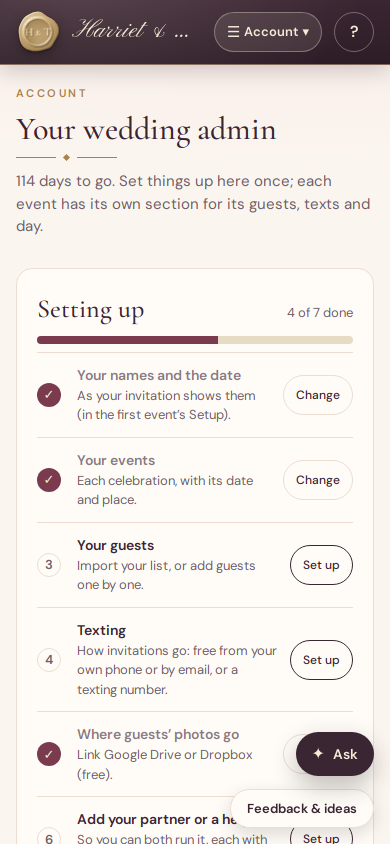 H & T
Harriet & ...
☰ Account ▾
?
ACCOUNT
Your wedding admin
114 days to go. Set things up here once; each
event has its own section for its guests, texts and
day.
Setting up
4 of 7 done
✓
Your names and the date
As your invitation shows them
(in the first event’s Setup).
Change
✓
Your events
Each celebration, with its date
and place.
Change
3
Your guests
Import your list, or add guests
one by one.
Set up
4
Texting
How invitations go: free from your
own phone or by email, or a
texting number.
Set up
✓
Where guests’ photos go
Link Google Drive or Dropbox
(free).
✦ Ask
Feedback & ideas
6
Add your partner or a he
So you can both run it, each with
Set up